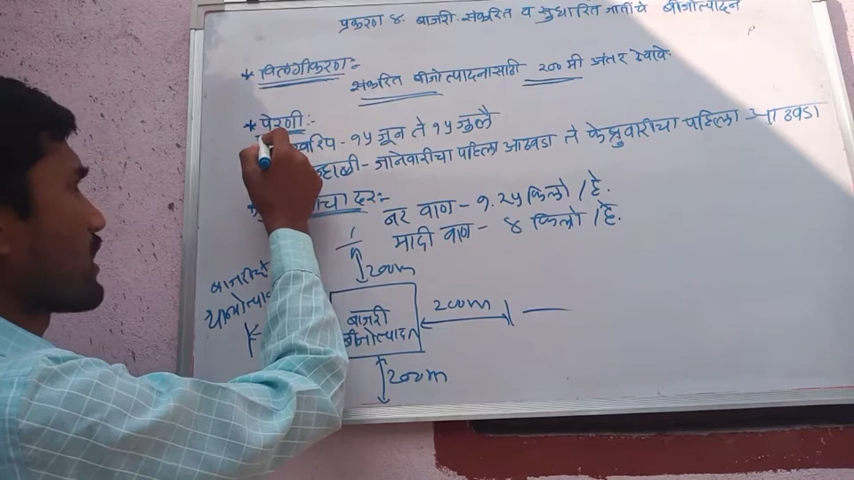 प्रकरण ४. बाजरी संकरित व सुधारित जातीचे बीजोत्पादन
* विलगीकरण:-
संकरित बीजोत्पादनासाठी २०० मी अंतर ठेवावे.
* पेरणी:-
खरिप - १५ जून ते १५ जुलै
जानेवारीचा पहिला आठवडा ते फेब्रुवारीचा पहिला आठवडा
दर:-
नर वाण - १.२५ किलो /हे.
मादी वाण - ४ किलो /हे.
200m
बाजरी
बीजोत्पादन
200m
200m